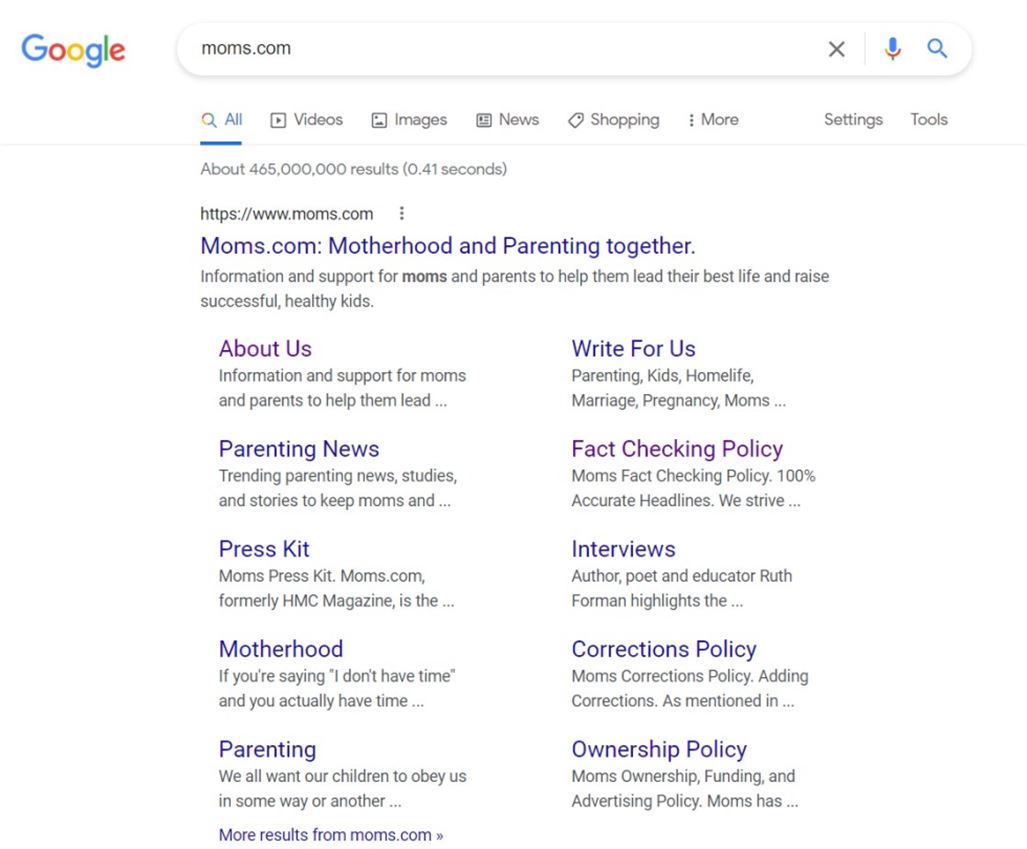 Google
moms.com
All
Videos
Images
News
Shopping
More
Settings
Tools
About 465,000,000 results (0.41 seconds)
https://www.moms.com
Moms.com: Motherhood and Parenting together.
Information and support for moms and parents to help them lead their best life and raise
successful, healthy kids.
About Us
Information and support for moms
and parents to help them lead ...
Write For Us
Parenting, Kids, Homelife,
Marriage, Pregnancy, Moms ...
Parenting News
Trending parenting news, studies,
and stories to keep moms and ...
Fact Checking Policy
Moms Fact Checking Policy. 100%
Accurate Headlines. We strive ...
Press Kit
Moms Press Kit. Moms.com,
formerly HMC Magazine, is the ...
Interviews
Author, poet and educator Ruth
Forman highlights the ...
Motherhood
If you're saying "I don't have time"
and you actually have time ...
Corrections Policy
Moms Corrections Policy. Adding
Corrections. As mentioned in ...
Parenting
We all want our children to obey us
in some way or another ...
Ownership Policy
Moms Ownership, Funding, and
Advertising Policy. Moms has ...
More results from moms.com »